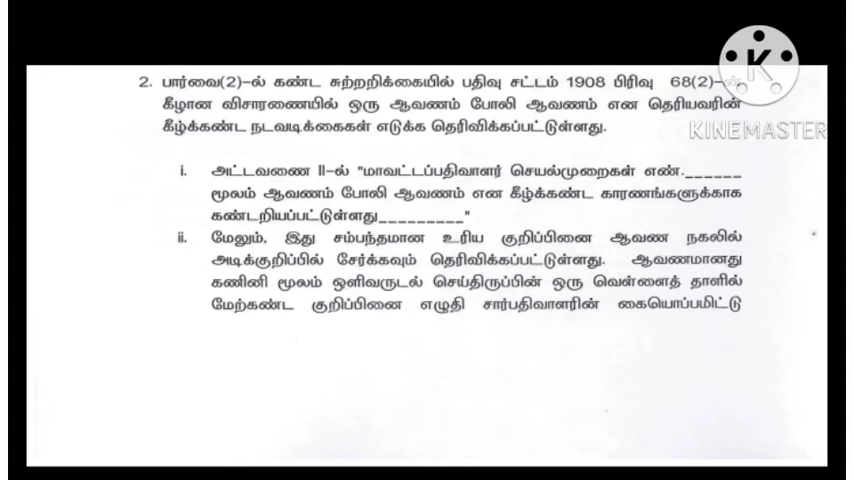 2. பார்வை(2)-ல் கண்ட சுற்றறிக்கையில் பதிவு சட்டம் 1908 பிரிவு 68(2)-ன்
கீழான விசாரணையில் ஒரு ஆவணம் போலி ஆவணம் என தெரியவரின்
கீழ்க்கண்ட நடவடிக்கைகள் எடுக்க தெரிவிக்கப்பட்டுள்ளது.
i. அட்டவணை II-ல் "மாவட்டப்பதிவாளர் செயல்முறைகள் எண்.______
மூலம் ஆவணம் போலி ஆவணம் என கீழ்க்கண்ட காரணங்களுக்காக
கண்டறியப்பட்டுள்ளது_________"
ii. மேலும், இது சம்பந்தமான உரிய குறிப்பினை ஆவண நகலில்
அடிக்குறிப்பில் சேர்க்கவும் தெரிவிக்கப்பட்டுள்ளது. ஆவணமானது
கணினி மூலம் ஒளிவருடல் செய்திருப்பின் ஒரு வெள்ளைத் தாளில்
மேற்கண்ட குறிப்பினை எழுதி சார்பதிவாளரின் கையொப்பமிட்டு
K
KINEMASTER